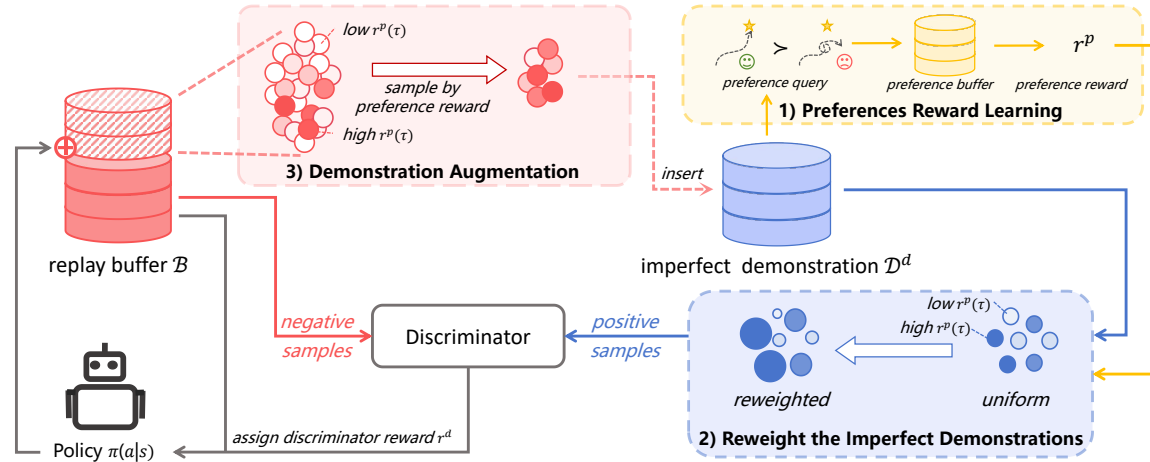 low r^p(τ)
sample by
preference reward
high r^p(τ)
3) Demonstration Augmentation
≻
preference query
preference buffer
r^p
preference reward
1) Preferences Reward Learning
insert
replay buffer ℬ
imperfect demonstration 𝒟^d
negative
samples
Discriminator
positive
samples
low r^p(τ)
high r^p(τ)
reweighted
uniform
2) Reweight the Imperfect Demonstrations
assign discriminator reward r^d
Policy π(a|s)